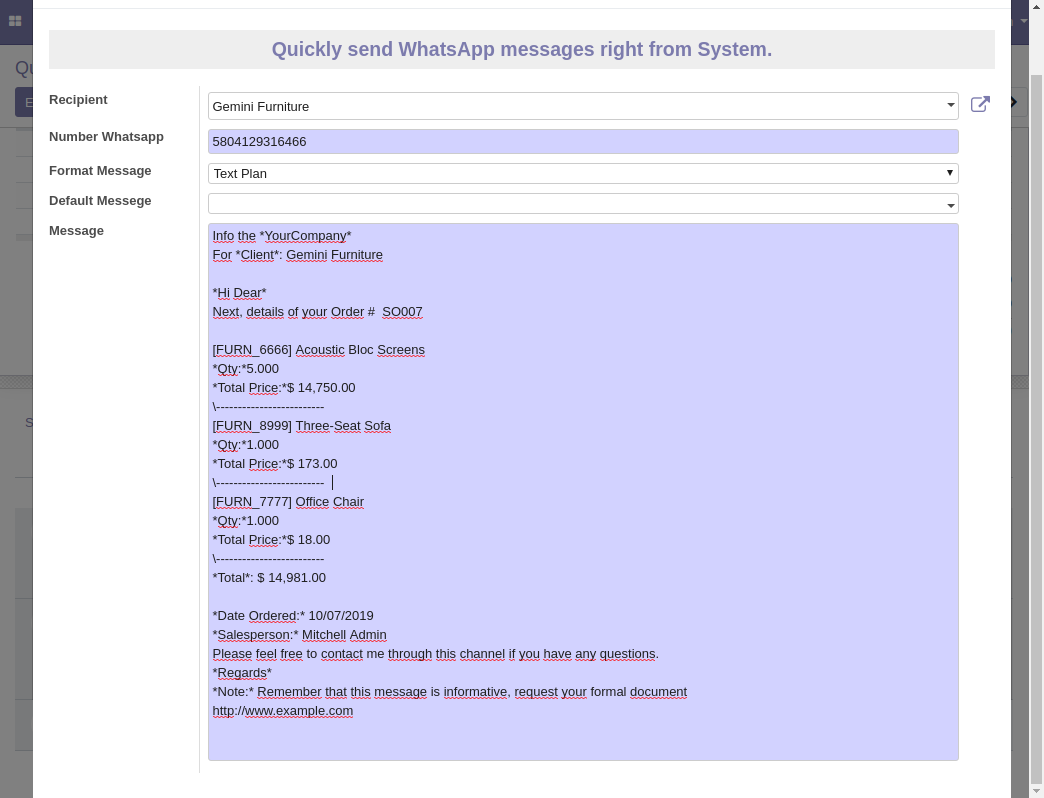 Quickly send WhatsApp messages right from System.
Qu
E
Recipient
Gemini Furniture
Number Whatsapp
5804129316466
Format Message
Text Plan
Default Messege
Message
Info the *YourCompany*
For *Client*: Gemini Furniture
*Hi Dear*
Next, details of your Order #  SO007
[FURN_6666] Acoustic Bloc Screens
*Qty:*5.000
*Total Price:*$ 14,750.00
\-------------------------
[FURN_8999] Three-Seat Sofa
*Qty:*1.000
*Total Price:*$ 173.00
\-------------------------
[FURN_7777] Office Chair
*Qty:*1.000
*Total Price:*$ 18.00
\-------------------------
*Total*: $ 14,981.00
*Date Ordered:* 10/07/2019
*Salesperson:* Mitchell Admin
Please feel free to contact me through this channel if you have any questions.
*Regards*
*Note:* Remember that this message is informative, request your formal document
http://www.example.com
S